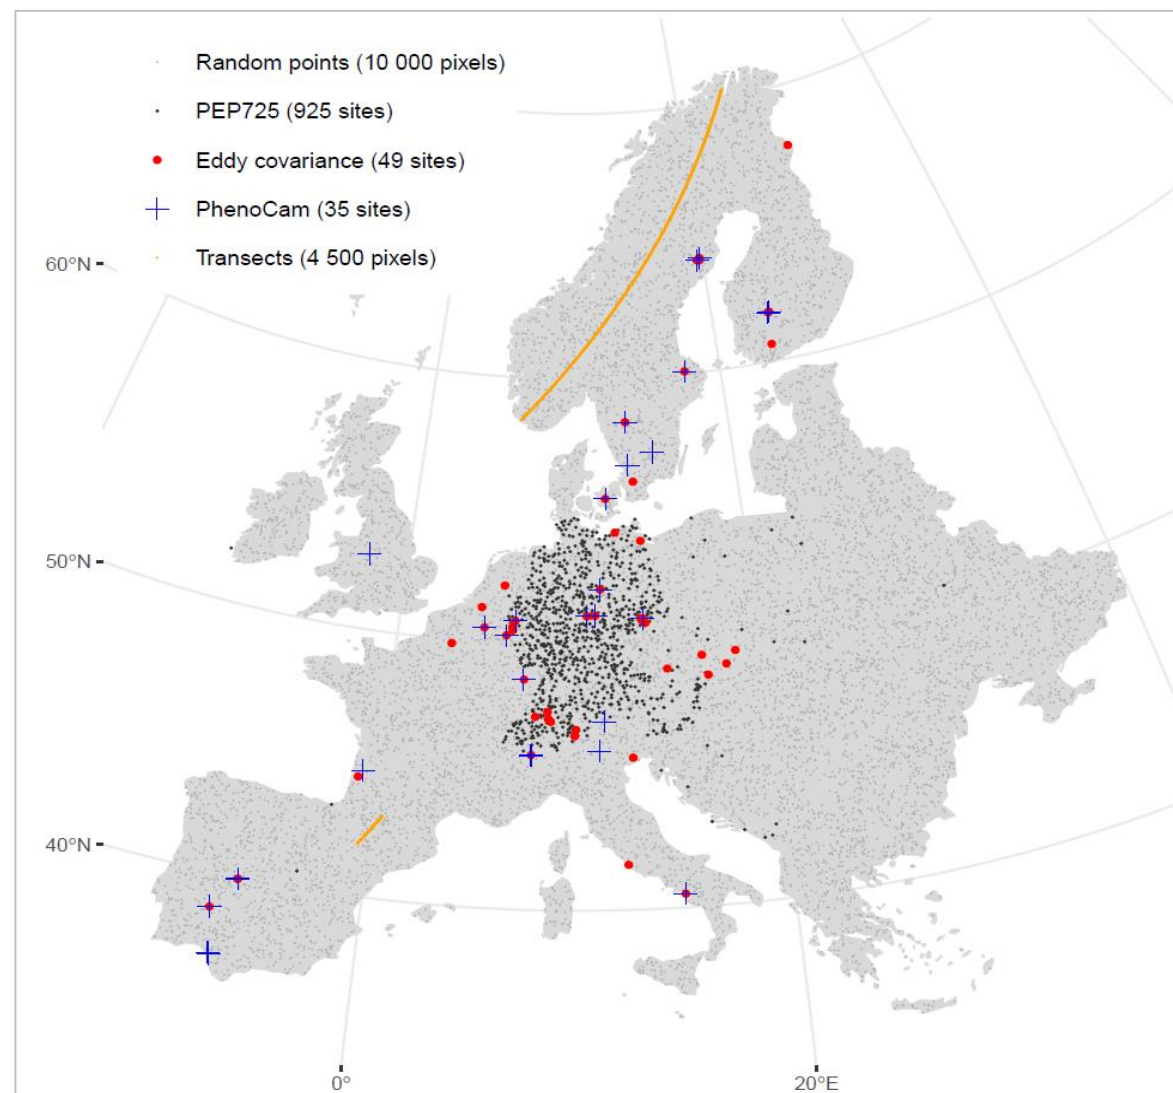 Random points (10 000 pixels)
PEP725 (925 sites)
Eddy covariance (49 sites)
PhenoCam (35 sites)
Transects (4 500 pixels)
60°N
50°N
40°N
0°
20°E